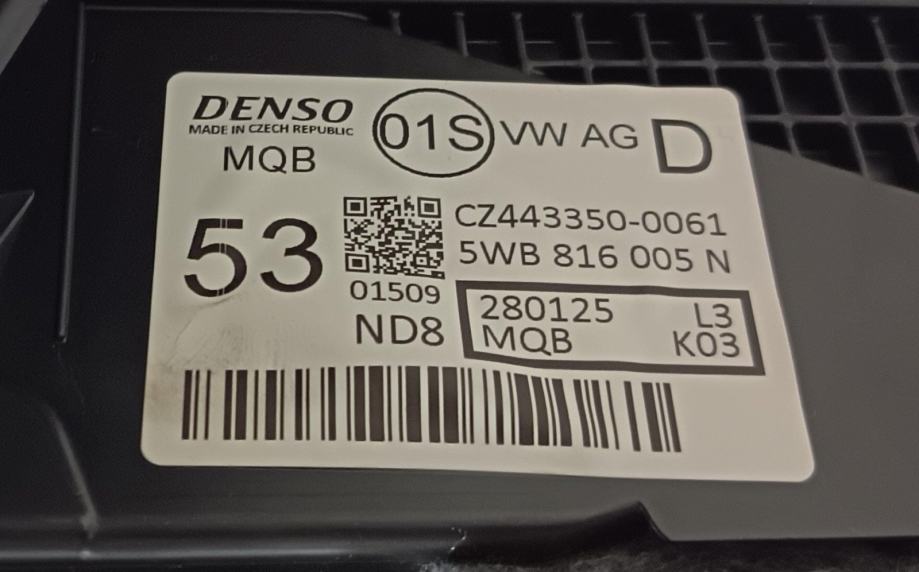 DENSO
MADE IN CZECH REPUBLIC
MQB
01S
VW AG
D
53
CZ443350-0061
5WB 816 005 N
01509
ND8
280125 L3
MQB K03